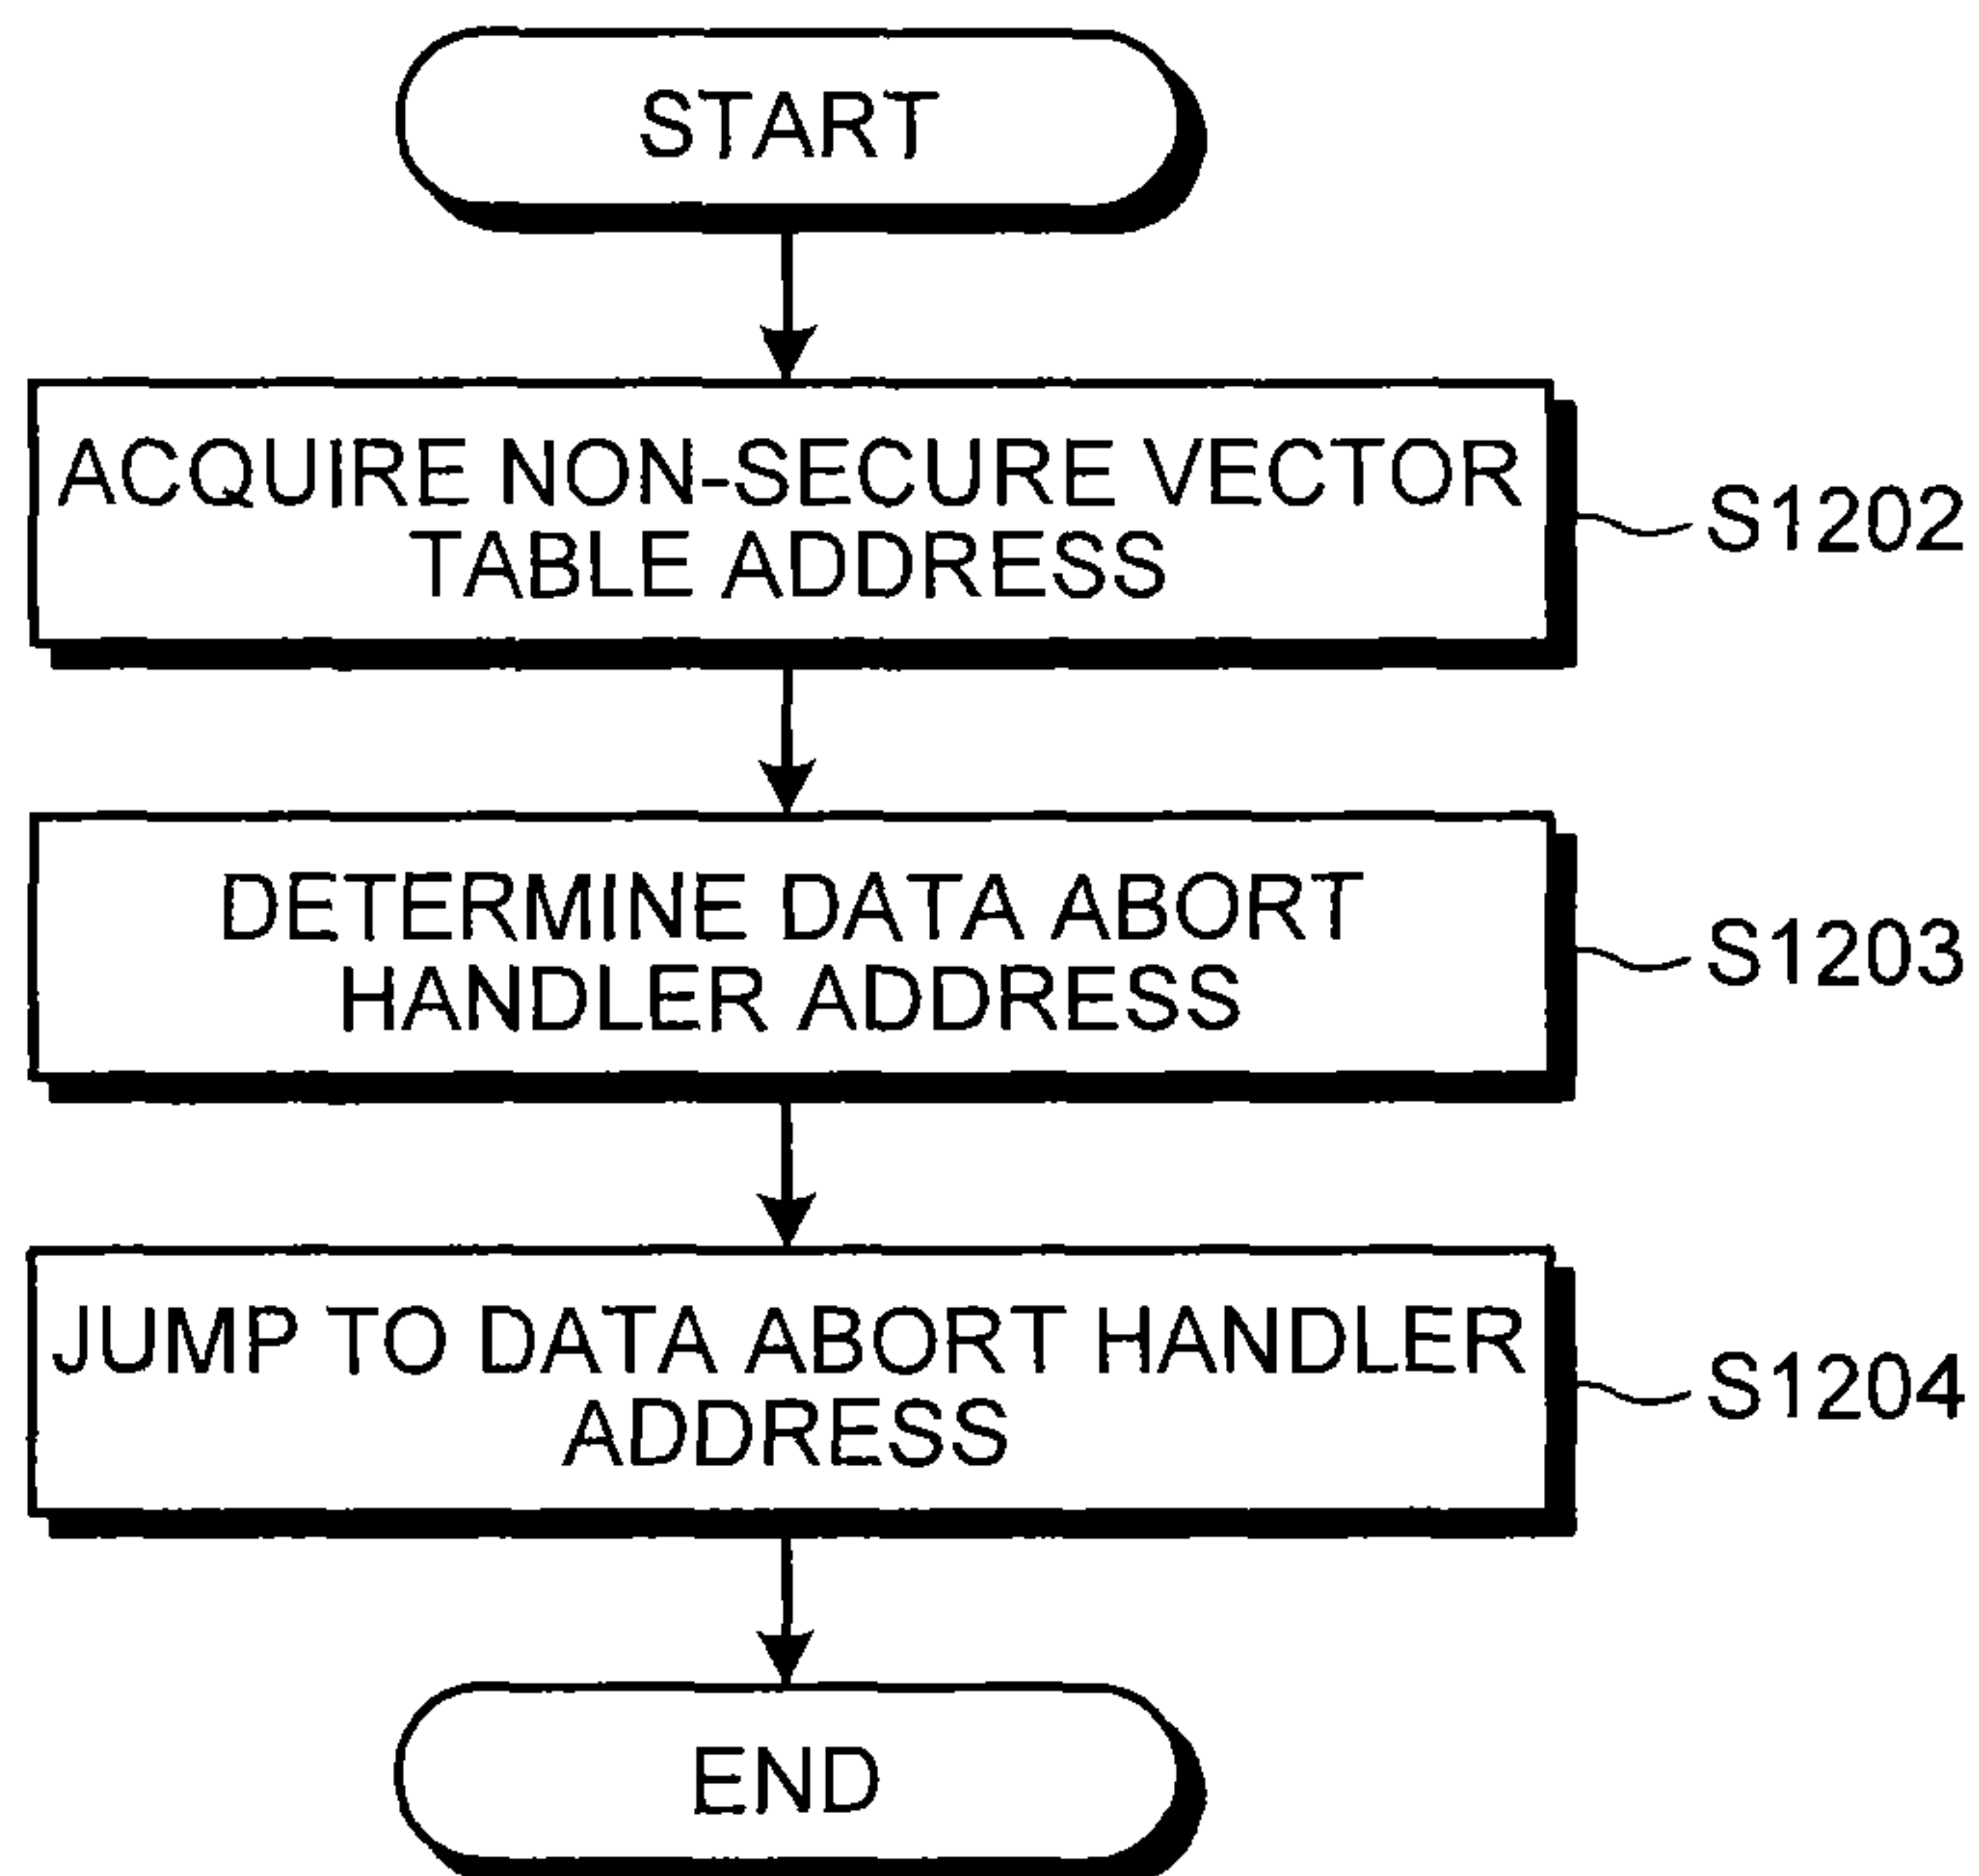 START
ACQUIRE NON-SECURE VECTOR
TABLE ADDRESS
S1202
DETERMINE DATA ABORT
HANDLER ADDRESS
S1203
JUMP TO DATA ABORT HANDLER
ADDRESS
S1204
END